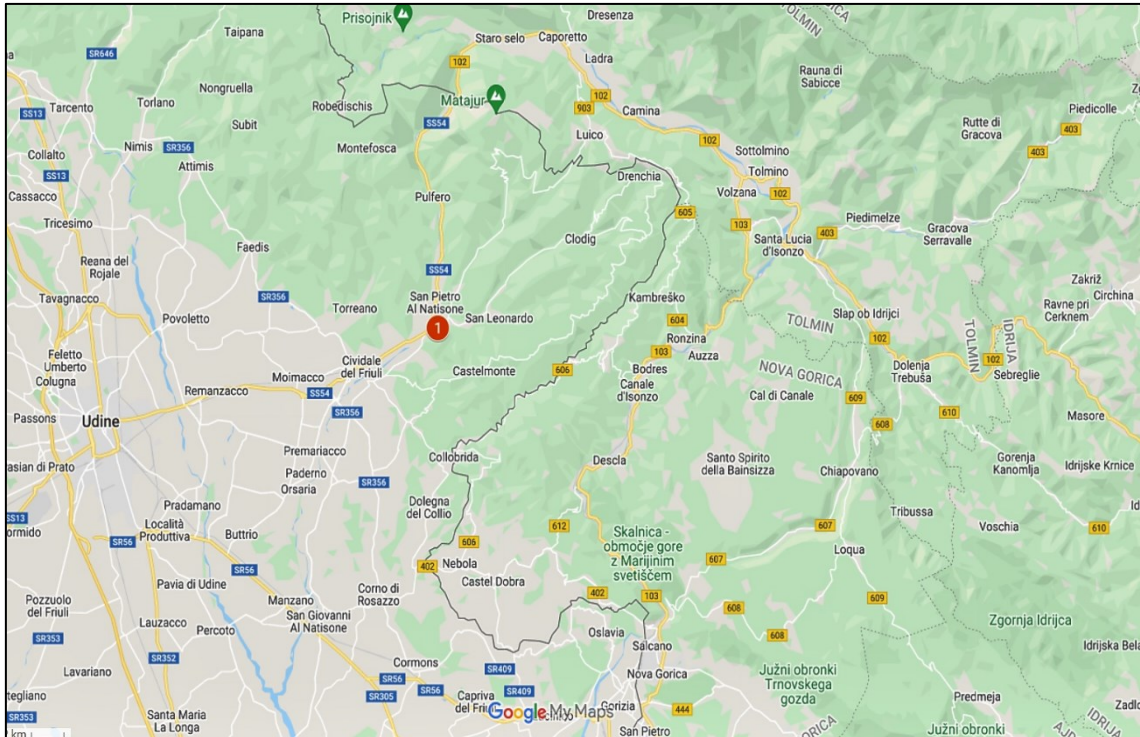 Prisojnik
Dresenza
TOLMIN
Taipana
Staro selo
Caporetto
SR646
102
Ladra
Nongruella
Rauna di
Sabicce
Matajur
Torlano
Robedischis
102
Camina
Piedicolle
Tarcento
SS13
903
Rutte di
Gracova
403
Subit
SS54
Luico
Nimis
SR356
Montefosca
102
Sottolmino
403
Collalto
Attimis
Drenchia
Tolmino
SS13
Volzana
102
Cassacco
Pulfero
605
Piedimelze
Tricesimo
103
403
Gracova
Serravalle
Clodig
Santa Lucia
d'Isonzo
Faedis
Reana del
Rojale
SS54
Zakriž
Circhina
SR356
San Pietro
Al Natisone
Kambreško
Ravne pri
Cerknem
Tavagnacco
Torreano
San Leonardo
604
Slap ob Idrijci
Povoletto
1
TOLMIN
TOLMIN
IDRIJA
Ronzina
102
Feletto
Umberto
Cividale
del Friuli
103
Auzza
102
Moimacco
Castelmonte
606
Bodres
Dolenja
Trebuša
Sebreglie
Colugna
Remanzacco
SS54
Canale
d'Isonzo
NOVA GORICA
SR356
Cal di Canale
609
Passons
Udine
610
Masore
608
Premariacco
Collobrida
Descla
Santo Spirito
della Bainsizza
Gorenja
Kanomlja
Idrijske Krnice
asian di Prato
Paderno
SR356
Chiapovano
Orsaria
Dolegna
del Collio
Pradamano
Tribussa
SS13
Località
Produttiva
612
607
Voschia
610
SR56
Buttrio
606
Skalnica -
območje gore
z Marijinim
svetiščem
Loqua
402
Nebola
607
Pavia di Udine
SR56
Castel Dobra
Corno di
Rosazzo
402
103
609
Pozzuolo
del Friuli
Manzano
608
Lauzacco
San Giovanni
Al Natisone
Zgornja Idrijca
Percoto
Oslavia
608
SR353
SR352
Salcano
Idrijska Bela
Cormons
SR409
Lavariano
SR56
Južni obronki
Trnovskega
gozda
SR305
SR56
Nova Gorica
Capriva
SR409
Predmeja
SR353
Santa Maria
La Longa
Google My Maps
Gorizia
444
San Pietro
Južni obronki